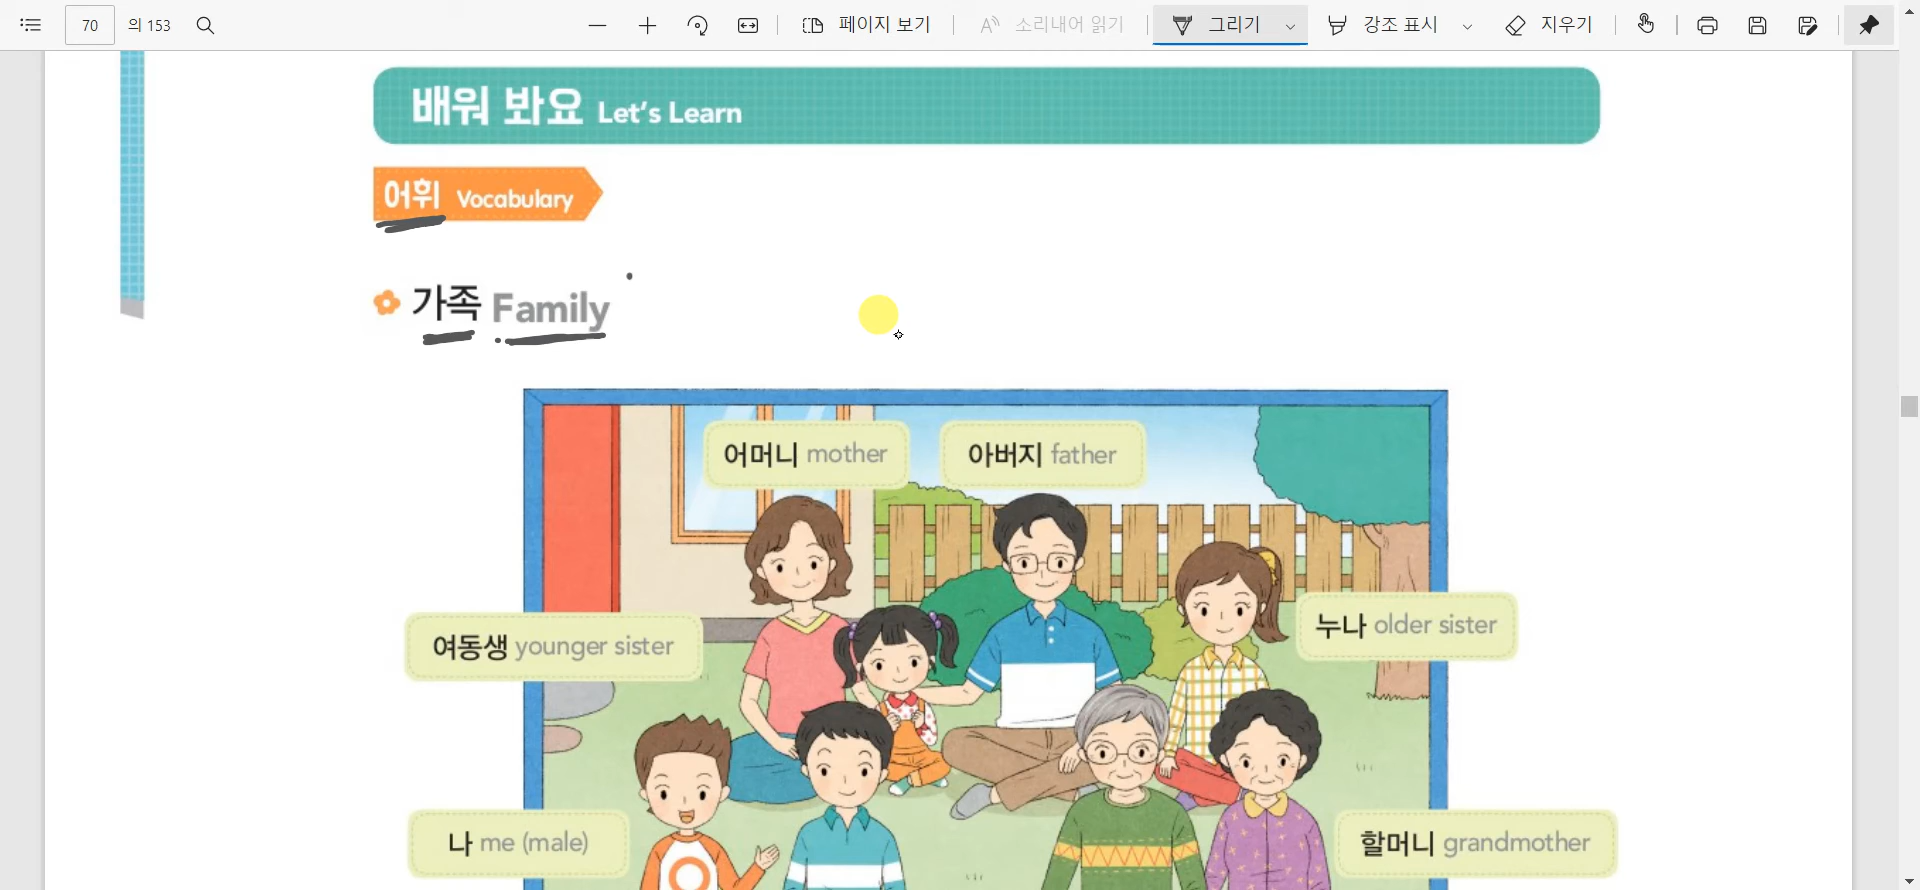 70 의 153 페이지 보기 소리내어 읽기 그리기 강조 표시 지우기
배워 봐요 Let's Learn
어휘 Vocabulary
가족 Family
어머니 mother 아버지 father
여동생 younger sister 누나 older sister
나 me (male) 할머니 grandmother